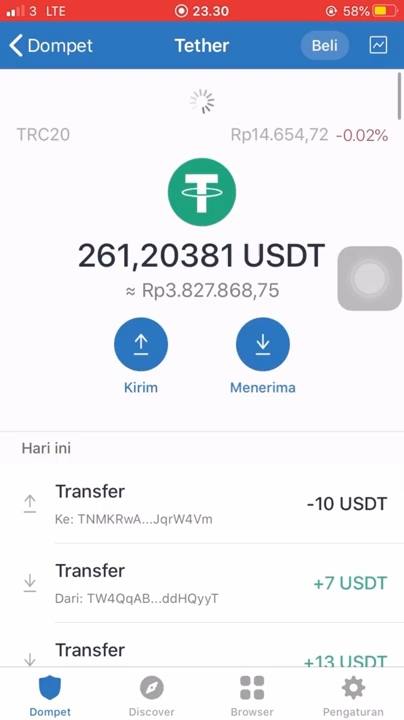 3 LTE 23.30 58%
Dompet Tether Beli
TRC20 Rp14.654,72 -0.02%
261,20381 USDT
≈ Rp3.827.868,75
Kirim Menerima
Hari ini
Transfer
-10 USDT
Ke: TNMKRwA...JqrW4Vm
Transfer
+7 USDT
Dari: TW4QqAB...ddHQyyT
Transfer
+13 USDT
Dompet Discover Browser Pengaturan